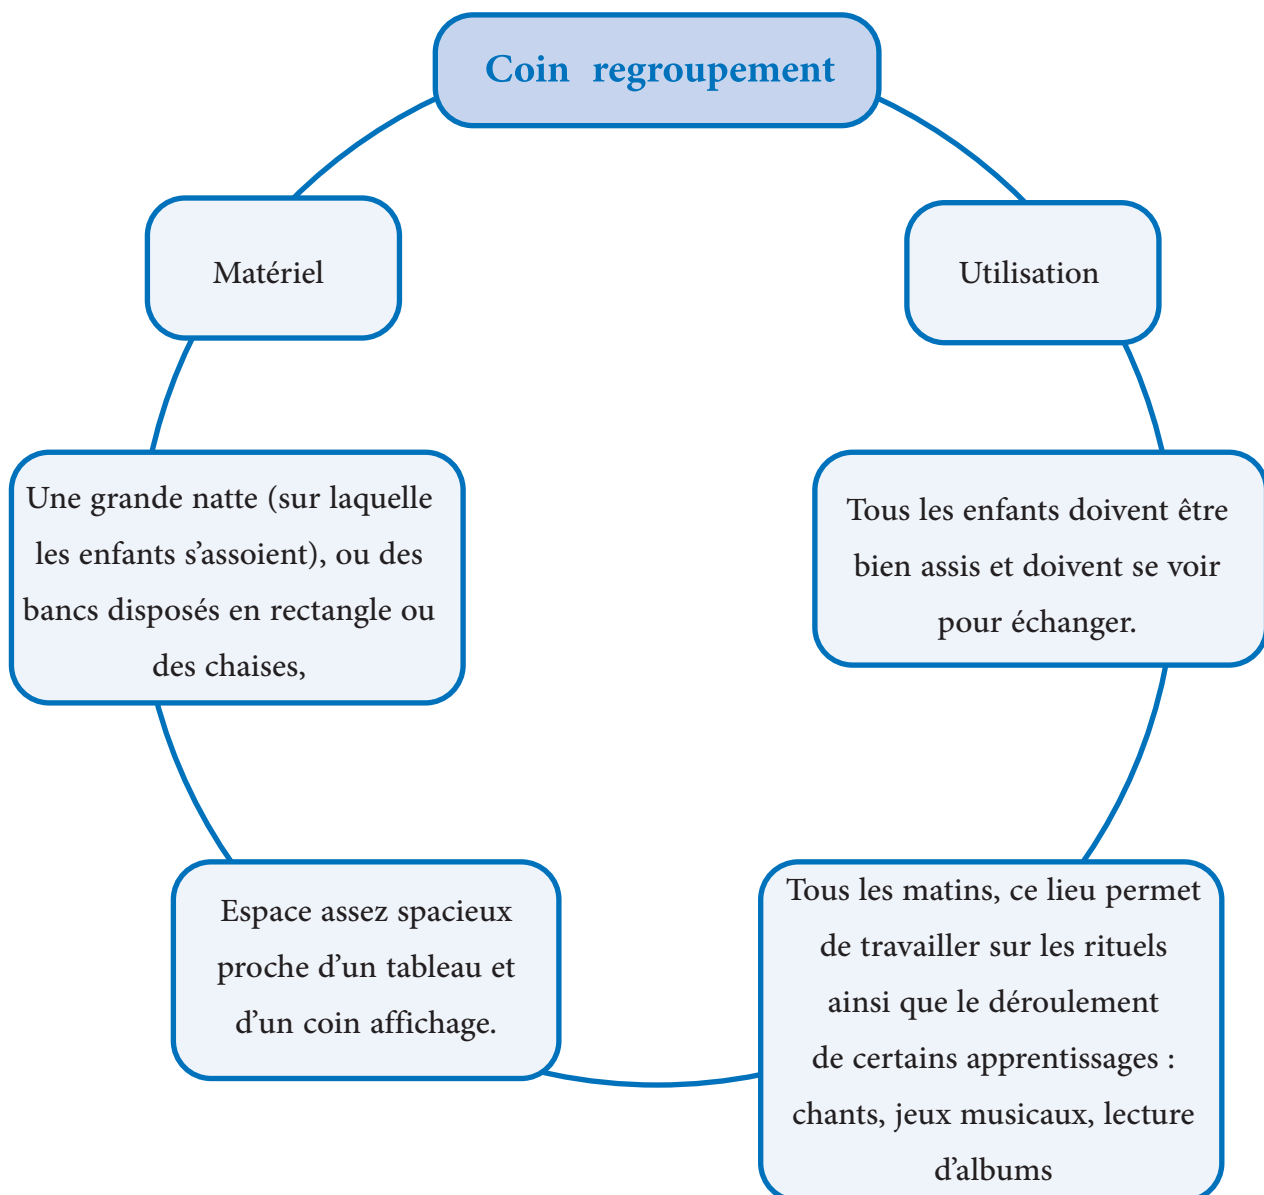 Coin regroupement
Matériel
Utilisation
Une grande natte (sur laquelle
les enfants s'assoient), ou des
bancs disposés en rectangle ou
des chaises,
Tous les enfants doivent être
bien assis et doivent se voir
pour échanger.
Espace assez spacieux
proche d'un tableau et
d'un coin affichage.
Tous les matins, ce lieu permet
de travailler sur les rituels
ainsi que le déroulement
de certains apprentissages :
chants, jeux musicaux, lecture
d'albums